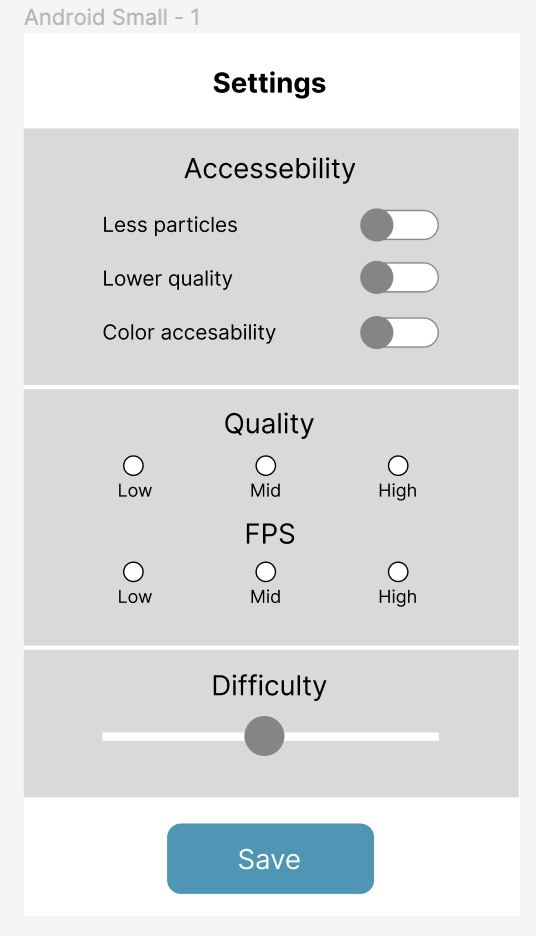 Android Small - 1
Settings
Accessebility
Less particles
Lower quality
Color accesability
Quality
Low Mid High
FPS
Low Mid High
Difficulty
Save